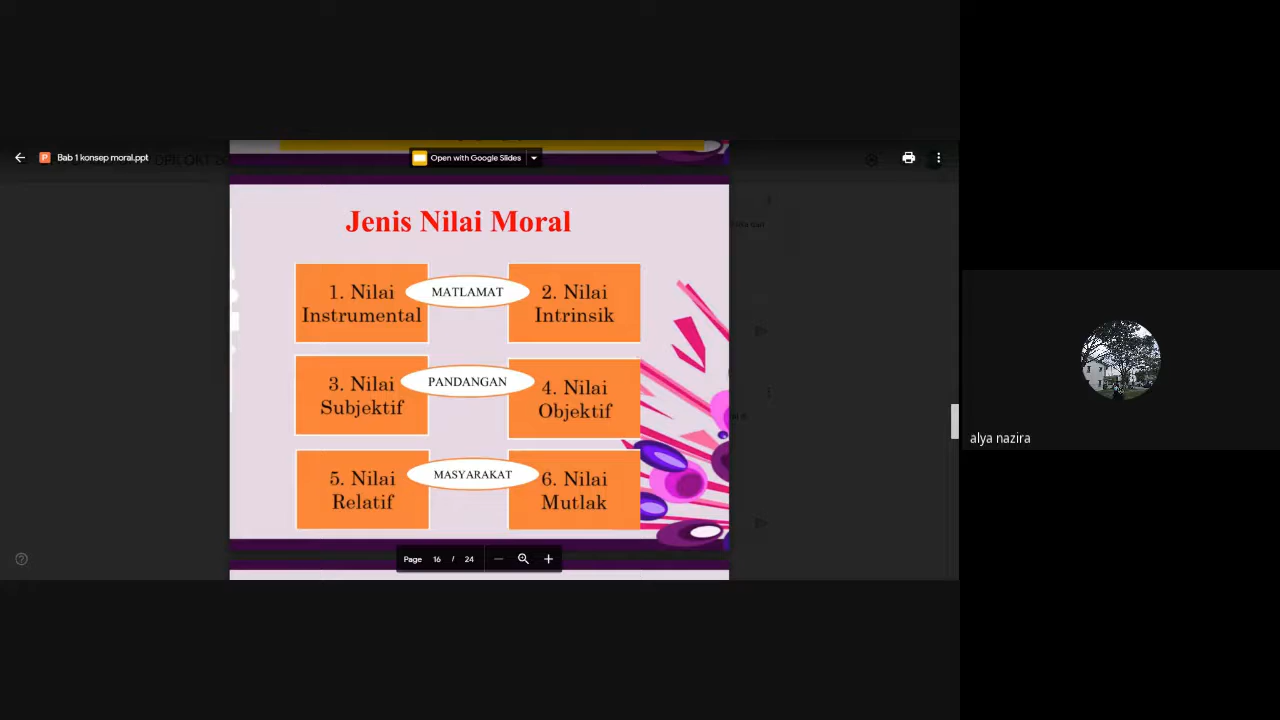 Bab 1 konsep moral.ppt
Open with Google Slides
Jenis Nilai Moral
1. Nilai
Instrumental
MATLAMAT
2. Nilai
Intrinsik
3. Nilai
Subjektif
PANDANGAN
4. Nilai
Objektif
5. Nilai
Relatif
MASYARAKAT
6. Nilai
Mutlak
alya nazira
Page 16 / 24